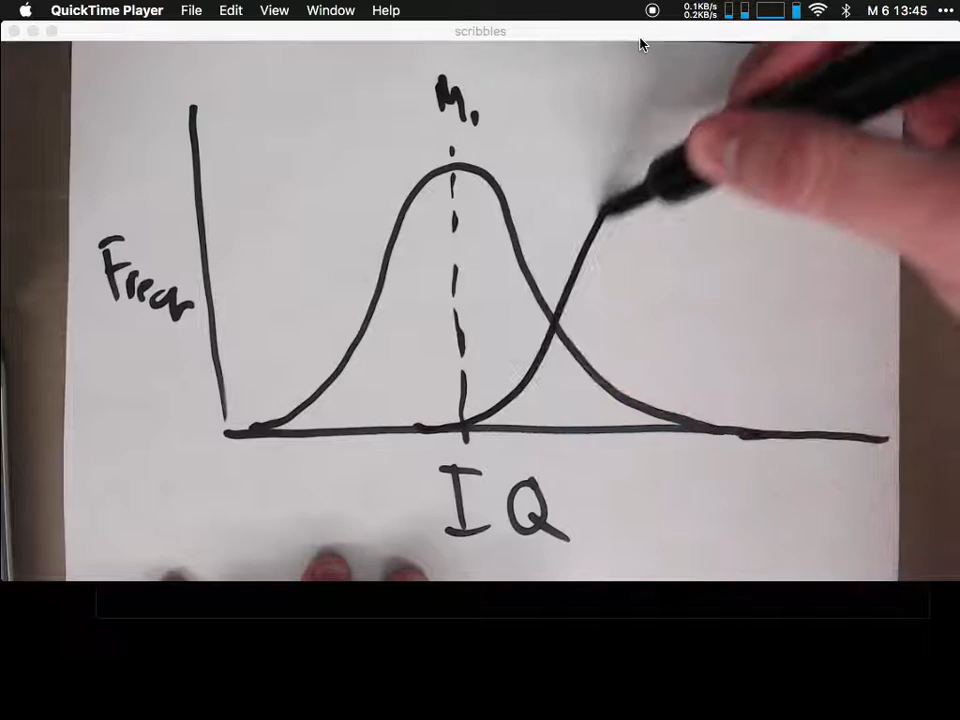 QuickTime Player File Edit View Window Help 0.1KB/s 0.2KB/s M 6 13:45
scribbles
M.
Freq
IQ